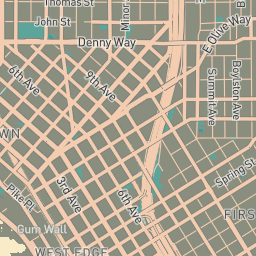 Thomas St
Minor
John St
Denny Way
E Olive Way
B
6th Ave
9th Ave
Summit Ave
Boylston Ave
WN
3rd Ave
6th Ave
Spring St
Pike Pl
FIRS
Gum Wall
WEST EDGE